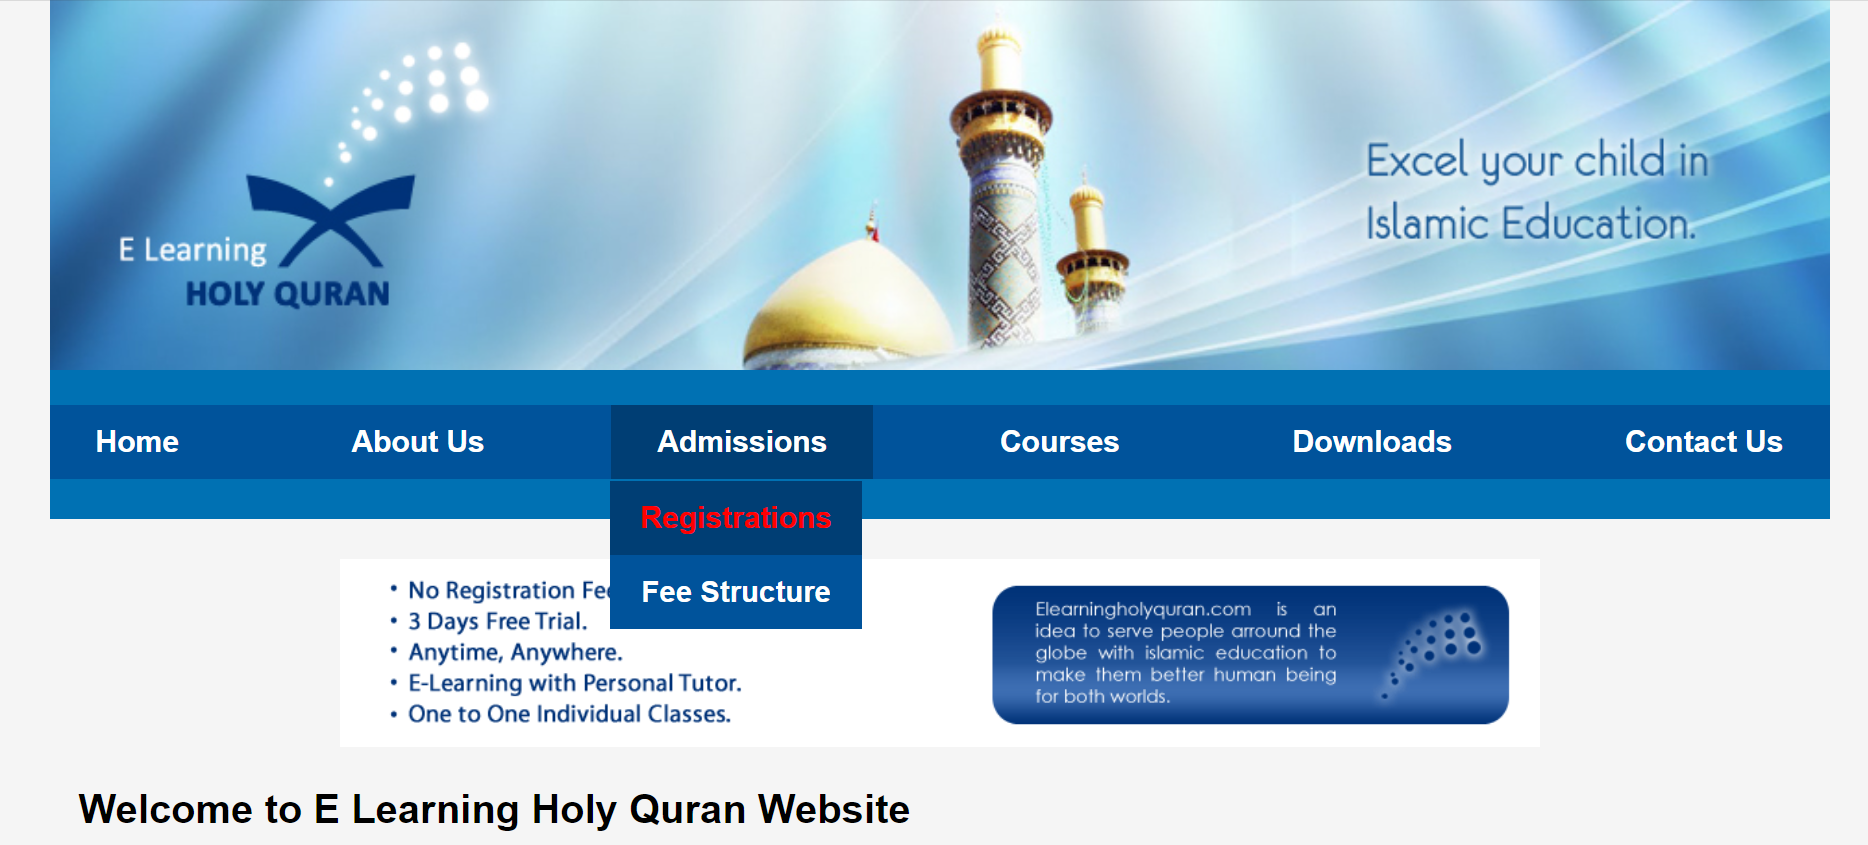 E Learning
HOLY QURAN
Excel your child in
Islamic Education.
Home
About Us
Admissions
Courses
Downloads
Contact Us
Registrations
Fee Structure
• No Registration
• 3 Days Free Trial.
• Anytime, Anywhere.
• E-Learning with Personal Tutor.
• One to One Individual Classes.
Elearningholyquran.com is an
idea to serve people arround the
globe with islamic education to
make them better human being
for both worlds.
Welcome to E Learning Holy Quran Website